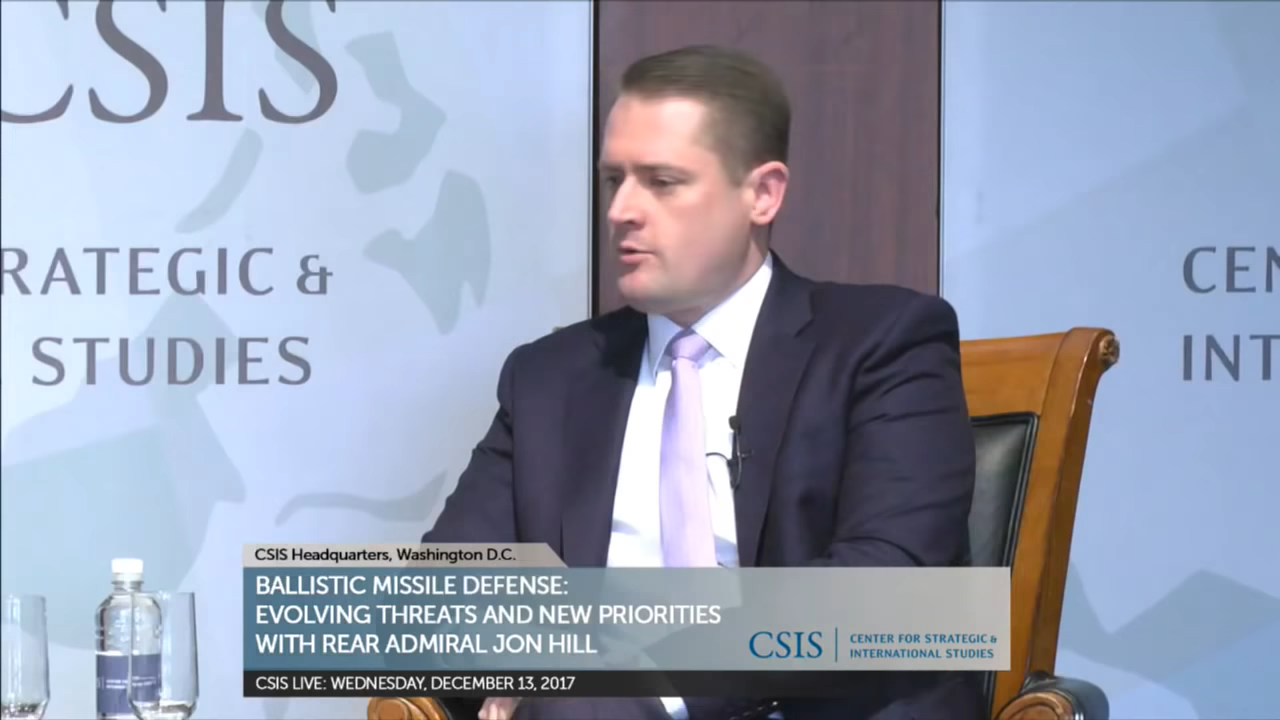 CSIS
RATEGIC &
STUDIES
CEN
INT
CSIS Headquarters, Washington D.C.
BALLISTIC MISSILE DEFENSE:
EVOLVING THREATS AND NEW PRIORITIES
WITH REAR ADMIRAL JON HILL
CSIS
CENTER FOR STRATEGIC &
INTERNATIONAL STUDIES
CSIS LIVE: WEDNESDAY, DECEMBER 13, 2017